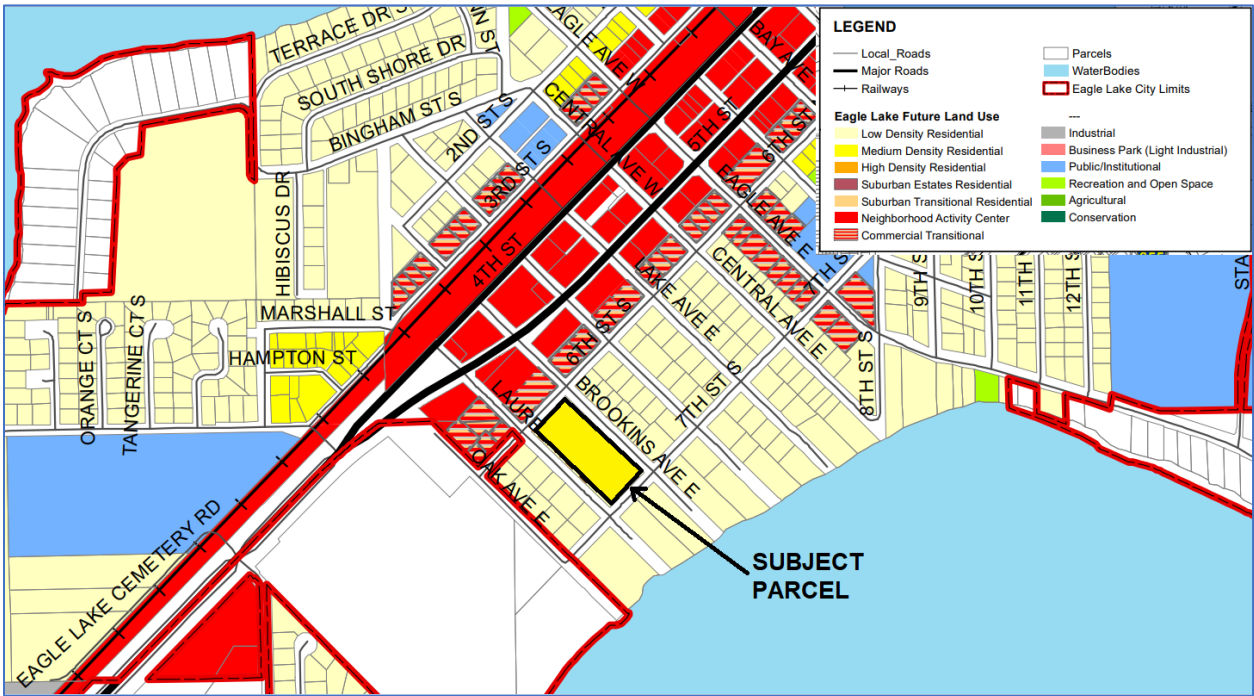 TERRACE DR S
SOUTH SHORE DR
BINGHAM ST S
EAGLE AVE W
BAY AVE
LEGEND
Local_Roads
Major Roads
Railways
Parcels
WaterBodies
Eagle Lake City Limits
Eagle Lake Future Land Use
---
Low Density Residential
Medium Density Residential
High Density Residential
Suburban Estates Residential
Suburban Transitional Residential
Neighborhood Activity Center
Commercial Transitional
Industrial
Business Park (Light Industrial)
Public/Institutional
Recreation and Open Space
Agricultural
Conservation
2ND ST S
3RD ST S
CENTRAL AVE W
5TH ST
6TH ST
HIBISCUS DR
4TH ST
EAGLE AVE E
7TH S
LAKE AVE E
CENTRAL AVE E
9TH S
10TH S
11TH S
12TH S
STA
MARSHALL ST
HAMPTON ST
ORANGE CT S
TANGERINE CT S
6TH ST S
LAURE
BROOKINS AVE E
7TH ST S
8TH ST S
OAK AVE E
EAGLE LAKE CEMETERY RD
SUBJECT
PARCEL